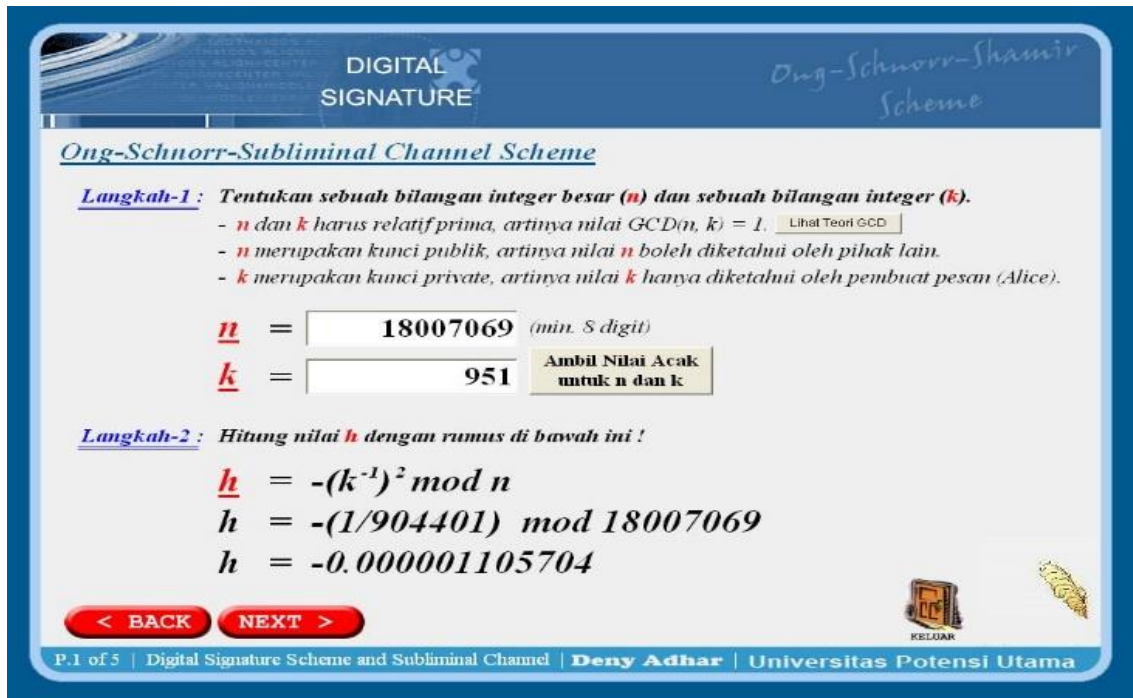 DIGITAL
SIGNATURE
Ong-Schnorr-Shamir
Scheme
Ong-Schnorr-Subliminal Channel Scheme
Langkah-1 : Tentukan sebuah bilangan integer besar (n) dan sebuah bilangan integer (k).
- n dan k harus relatif prima, artinya nilai GCD(n, k) = 1. Lihat Teori GCD
- n merupakan kunci publik, artinya nilai n boleh diketahui oleh pihak lain.
- k merupakan kunci private, artinya nilai k hanya diketahui oleh pembuat pesan (Alice).
n = 18007069 (min. 8 digit)
k = 951 Ambil Nilai Acak
untuk n dan k
Langkah-2 : Hitung nilai h dengan rumus di bawah ini !
h = -(k⁻¹)² mod n
h = -(1/904401) mod 18007069
h = -0.000001105704
< BACK NEXT >
KELUAR
P.1 of 5 | Digital Signature Scheme and Subliminal Channel | Deny Adhar | Universitas Potensi Utama